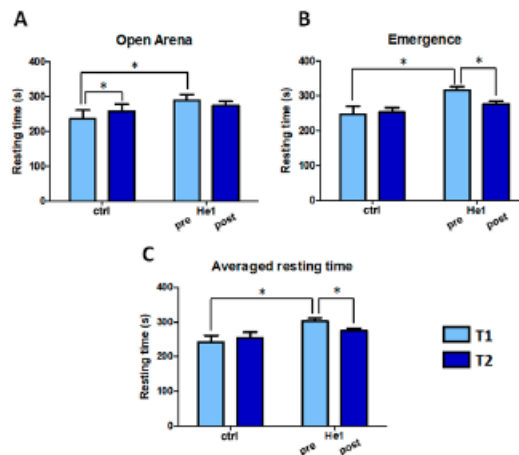 A
Open Arena
Resting time (s)
400
300
200
100
0
*
*
ctrl
pre
He1
post
B
Emergence
Resting time (s)
400
300
200
100
0
*
*
ctrl
pre
He1
post
C
Averaged resting time
Resting time (s)
400
300
200
100
0
*
*
ctrl
pre
He1
post
T1
T2